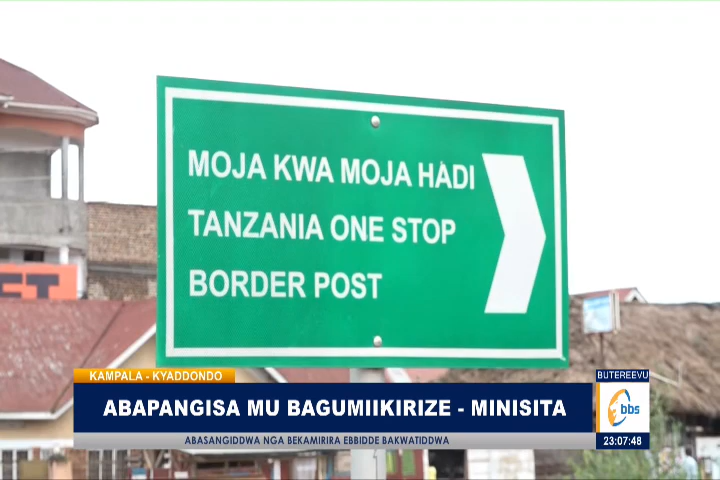 MOJA KWA MOJA HADI
TANZANIA ONE STOP
BORDER POST
ET
KAMPALA - KYADDONDO
BUTEREEVU
ABAPANGISA MU BAGUMIIKIRIZE - MINISITA
bbs
ABASANGIDDWA NGA BEKAMIRIRA EBBIDDE BAKWATIDDWA
23:07:48